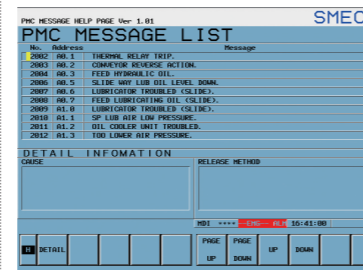 PMC MESSAGE HELP PAGE Ver 1.01
SMEC
PMC MESSAGE LIST
No. Address Message
2002 A0.1 THERMAL RELAY TRIP.
2003 A0.2 CONVEYOR REVERSE ACTION.
2004 A0.3 FEED HYDRAULIC OIL.
2006 A0.5 SLIDE WAY LUB OIL LEVEL DOWN.
2007 A0.6 LUBRICATOR TROUBLED (SLIDE).
2008 A0.7 FEED LUBRICATING OIL (SLIDE).
2009 A1.0 LUBRICATOR TROUBLED (SLIDE).
2010 A1.1 SP LUB AIR LOW PRESSURE.
2011 A1.2 OIL COOLER UNIT TROUBLED.
2012 A1.3 TOO LOWER AIR PRESSURE.
DETAIL INFOMATION
CAUSE RELEASE METHOD
MDI **** --EMG-- ALM 16:41:00
H DETAIL PAGE UP PAGE DOWN UP DOWN